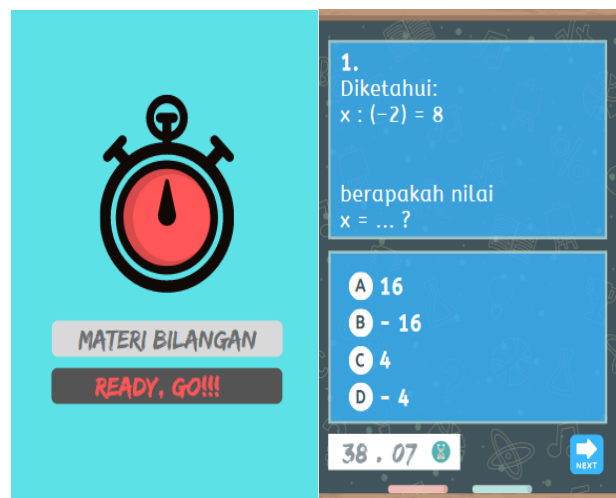 MATERI BILANGAN
READY, GO!!!
1.
Diketahui:
x : (-2) = 8
berapakah nilai
x = ... ?
A 16
B - 16
C 4
D - 4
38 . 07
NEXT